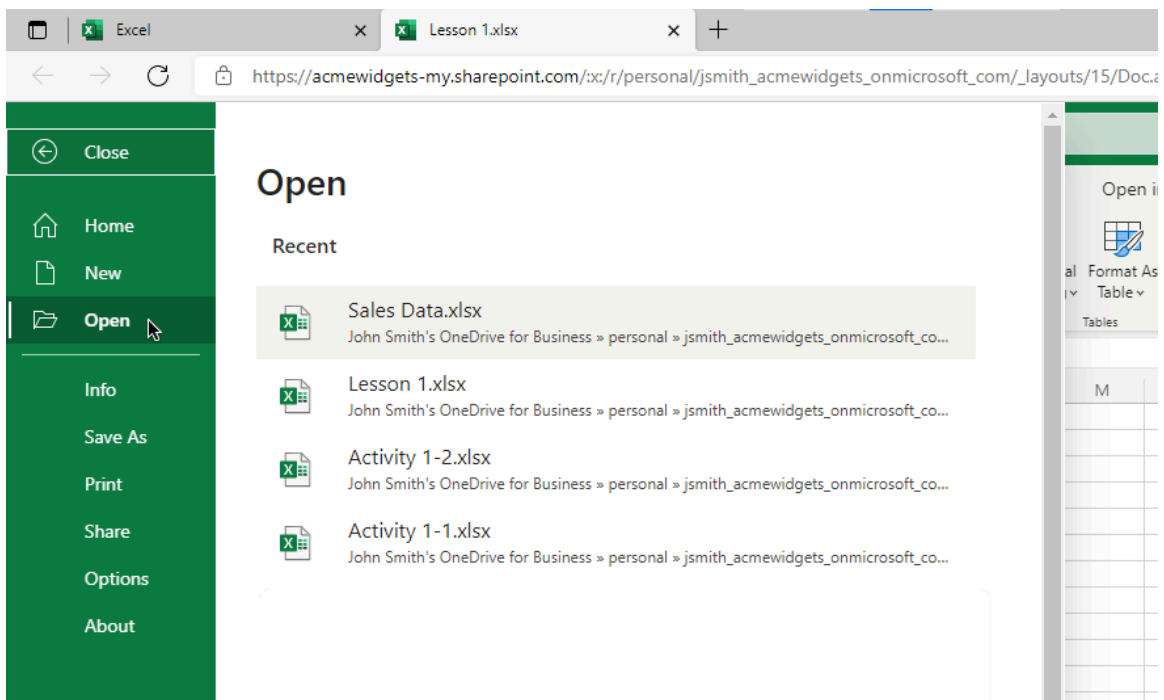 Excel
Lesson 1.xlsx
https://acmewidgets-my.sharepoint.com/:x:/r/personal/jsmith_acmewidgets_onmicrosoft_com/_layouts/15/Doc.a
Close
Home
New
Open
Info
Save As
Print
Share
Options
About
Open
Recent
Sales Data.xlsx
John Smith's OneDrive for Business » personal » jsmith_acmewidgets_onmicrosoft_co...
Lesson 1.xlsx
John Smith's OneDrive for Business » personal » jsmith_acmewidgets_onmicrosoft_co...
Activity 1-2.xlsx
John Smith's OneDrive for Business » personal » jsmith_acmewidgets_onmicrosoft_co...
Activity 1-1.xlsx
John Smith's OneDrive for Business » personal » jsmith_acmewidgets_onmicrosoft_co...
Open i
al Format As
Table
Tables
M